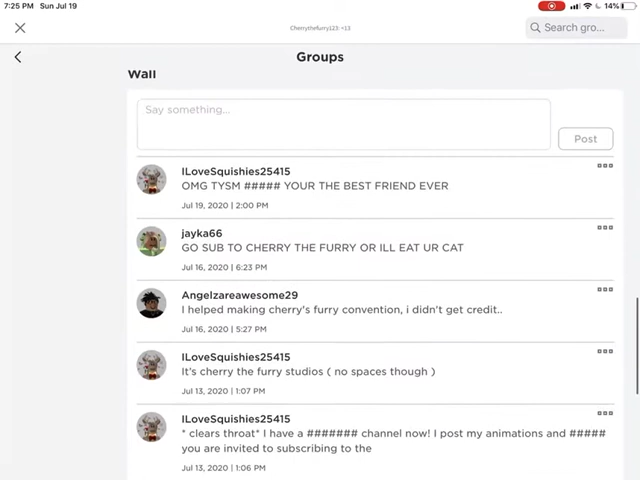 7:25 PM Sun Jul 19
14%
Cherrythefurry123: <13
Search gro...
Groups
Wall
Say something...
Post
ILoveSquishies25415
OMG TYSM ##### YOUR THE BEST FRIEND EVER
Jul 19, 2020 | 2:00 PM
jayka66
GO SUB TO CHERRY THE FURRY OR ILL EAT UR CAT
Jul 16, 2020 | 6:23 PM
Angelzareawesome29
I helped making cherry's furry convention, i didn't get credit..
Jul 16, 2020 | 5:27 PM
ILoveSquishies25415
It's cherry the furry studios ( no spaces though )
Jul 13, 2020 | 1:07 PM
ILoveSquishies25415
* clears throat* I have a ####### channel now! I post my animations and #####
you are invited to subscribing to the
Jul 13, 2020 | 1:06 PM